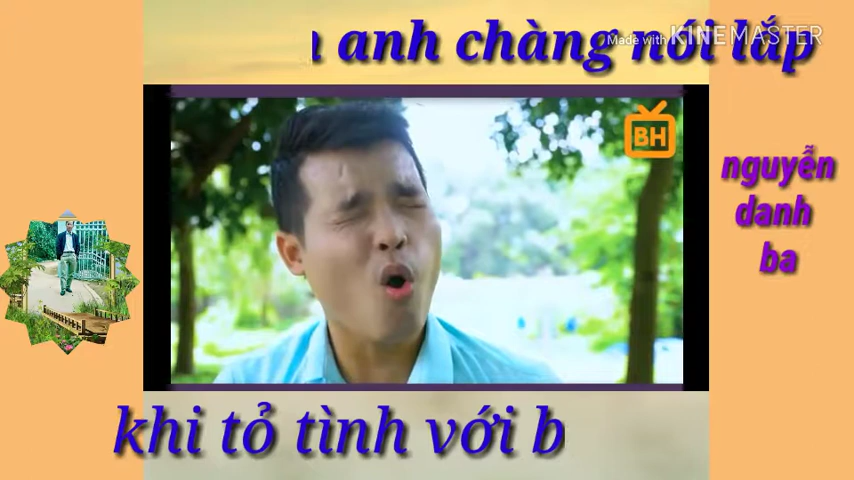 anh chàng nói lắp
Made with KINEMASTER
BH
nguyễn
danh
ba
khi tỏ tình với b